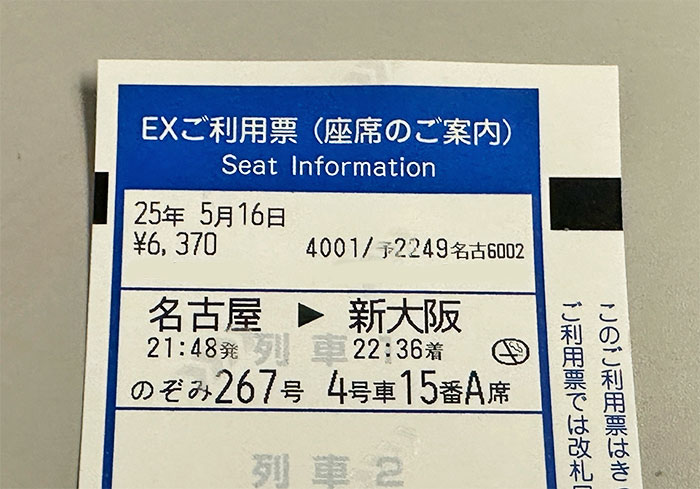 EXご利用票（座席のご案内）
Seat Information
25年 5月16日
¥6,370
4001/予2249名古6002
名古屋 ▶ 新大阪
21:48発 22:36着
列車1
のぞみ267号 4号車15番A席
列車2
このご利用票はき
ご利用票では改札